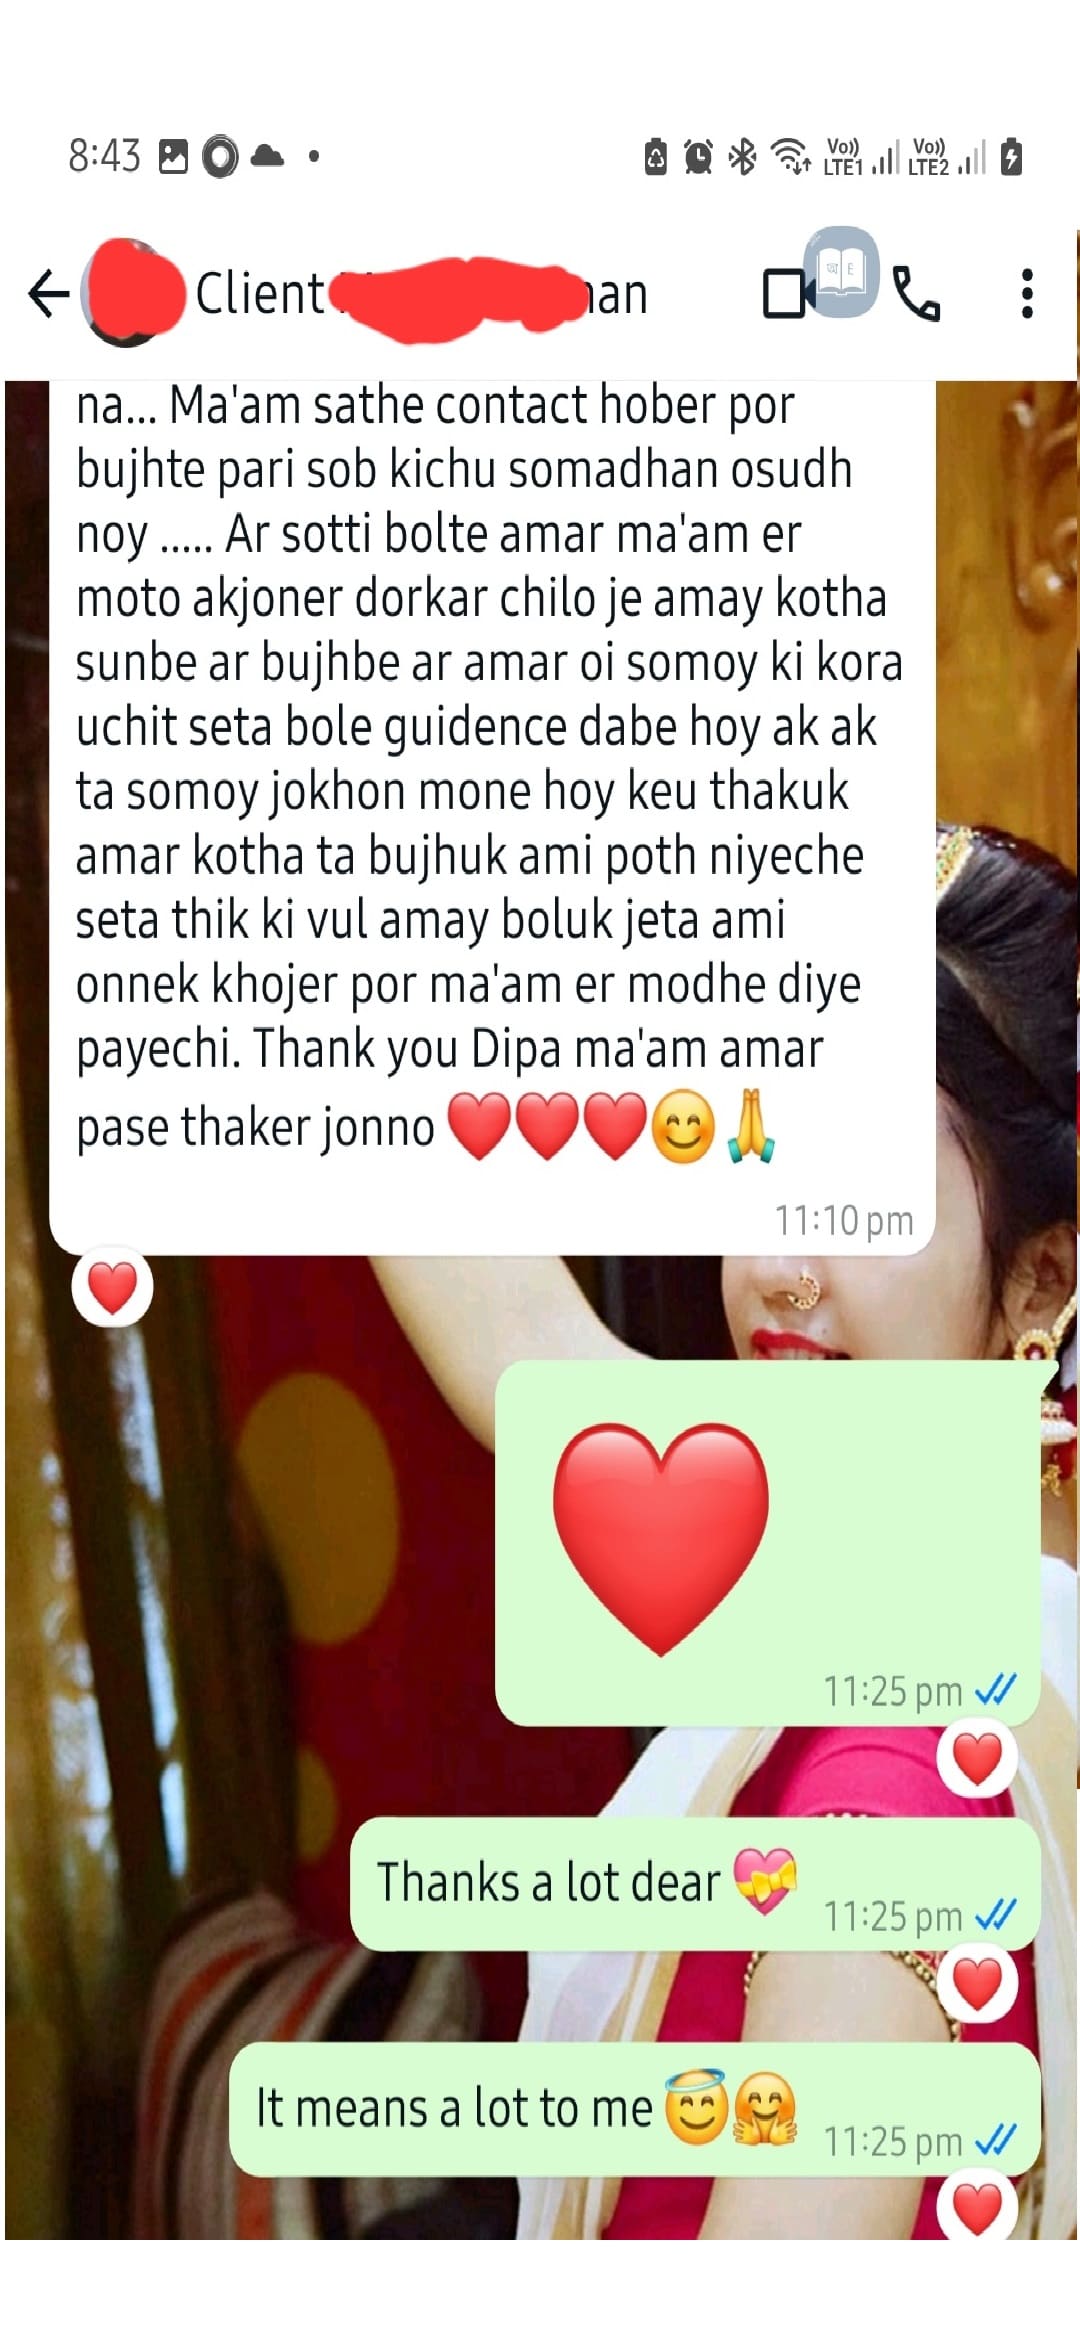 8:43
Vo)) LTE1 Vo)) LTE2
Client
na... Ma'am sathe contact hober por
bujhte pari sob kichu somadhan osudh
noy ..... Ar sotti bolte amar ma'am er
moto akjoner dorkar chilo je amay kotha
sunbe ar bujhbe ar amar oi somoy ki kora
uchit seta bole guidence dabe hoy ak ak
ta somoy jokhon mone hoy keu thakuk
amar kotha ta bujhuk ami poth niyeche
seta thik ki vul amay boluk jeta ami
onnek khojer por ma'am er modhe diye
payechi. Thank you Dipa ma'am amar
pase thaker jonno ❤️❤️❤️😊🙏
11:10 pm
❤️
❤️
11:25 pm
❤️
Thanks a lot dear 💝
11:25 pm
❤️
It means a lot to me 😇🤗
11:25 pm
❤️